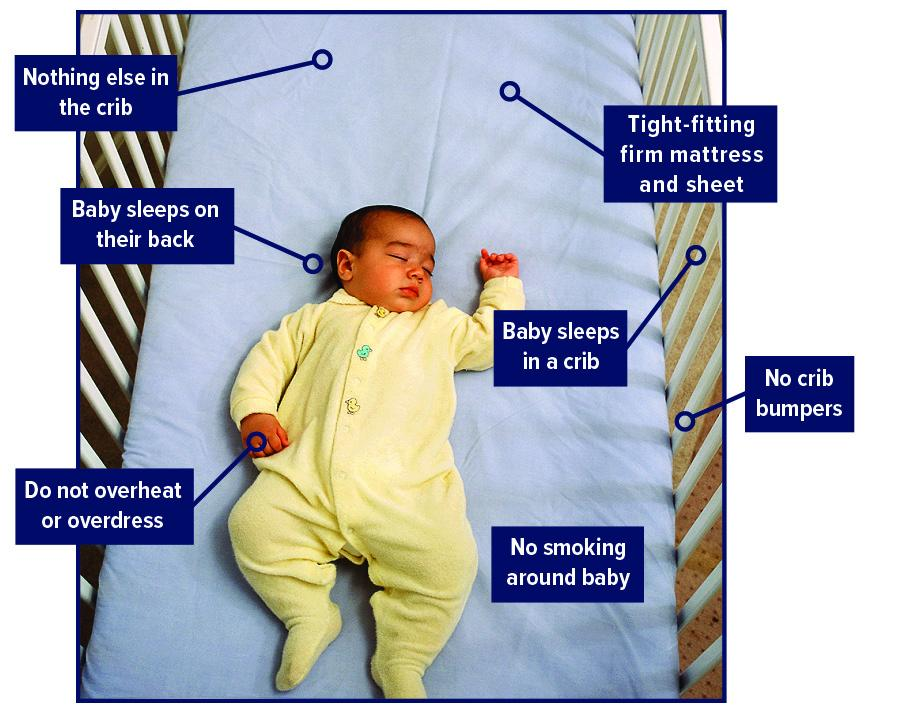 Nothing else in
the crib
Tight-fitting
firm mattress
and sheet
Baby sleeps on
their back
Baby sleeps
in a crib
No crib
bumpers
Do not overheat
or overdress
No smoking
around baby